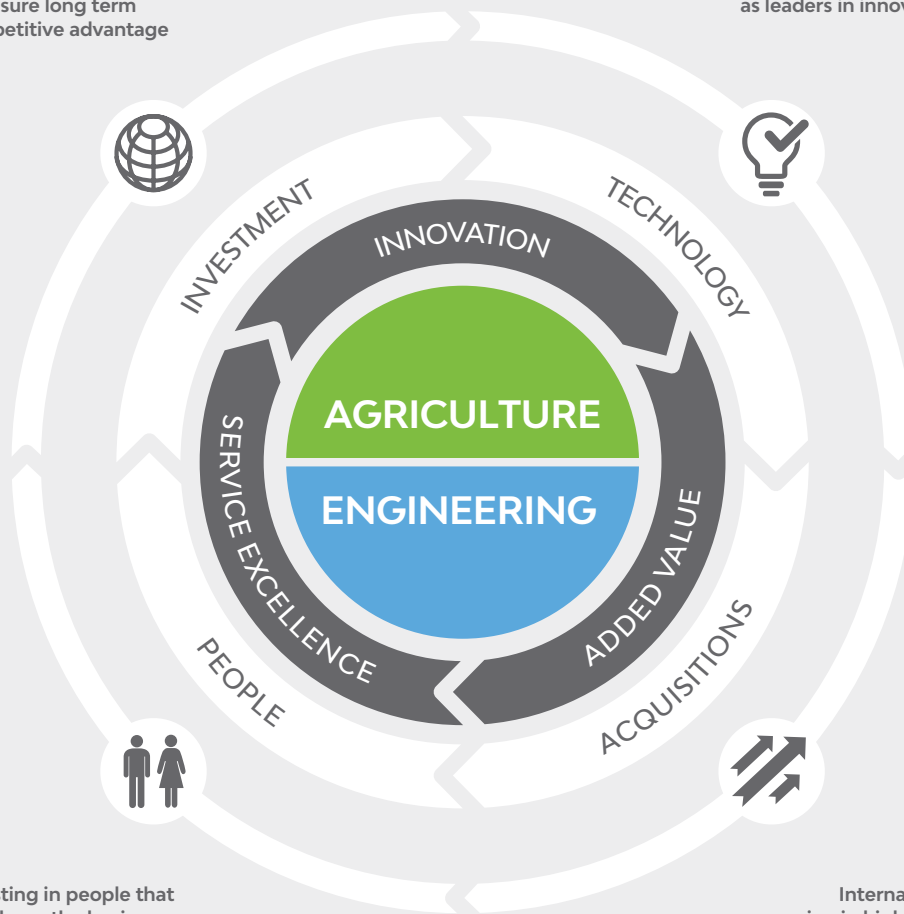 sure long term
petitive advantage
as leaders in innov
INVESTMENT
TECHNOLOGY
INNOVATION
AGRICULTURE
ENGINEERING
SERVICE EXCELLENCE
ADDED VALUE
PEOPLE
ACQUISITIONS
ting in people that
Interna